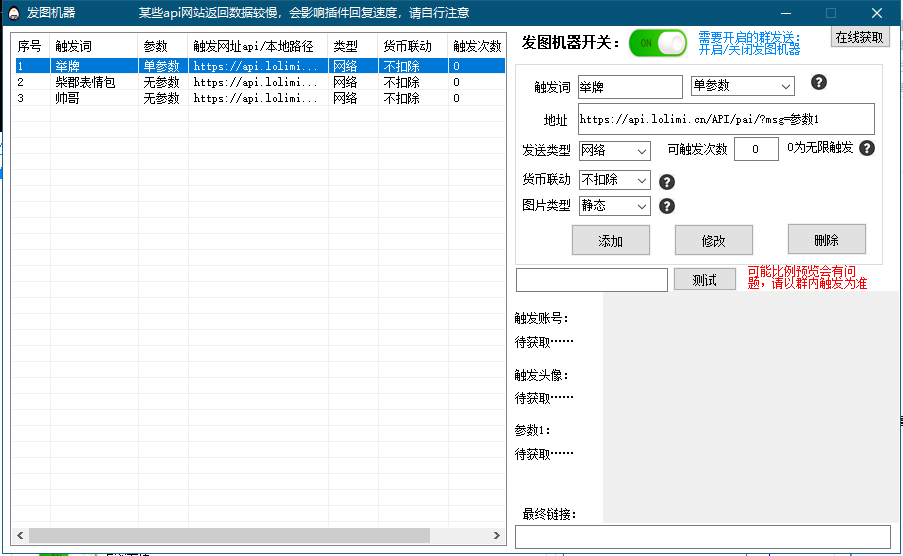 发图机器 某些api网站返回数据较慢，会影响插件回复速度，请自行注意
序号 触发词 参数 触发网址api/本地路径 类型 货币联动 触发次数
1 举牌 单参数 https://api.lolimi... 网络 不扣除 0
2 柴郡表情包 无参数 https://api.lolimi... 网络 不扣除 0
3 帅哥 无参数 https://api.lolimi... 网络 不扣除 0
发图机器开关： ON
需要开启的群发送：
开启/关闭发图机器
在线获取
触发词 举牌 单参数 ?
地址 https://api.lolimi.cn/API/pai/?msg=参数1
发送类型 网络 可触发次数 0 0为无限触发 ?
货币联动 不扣除 ?
图片类型 静态 ?
添加 修改 删除
测试
可能比例预览会有问
题，请以群内触发为准
触发账号：
待获取……
触发头像：
待获取……
参数1：
待获取……
最终链接：